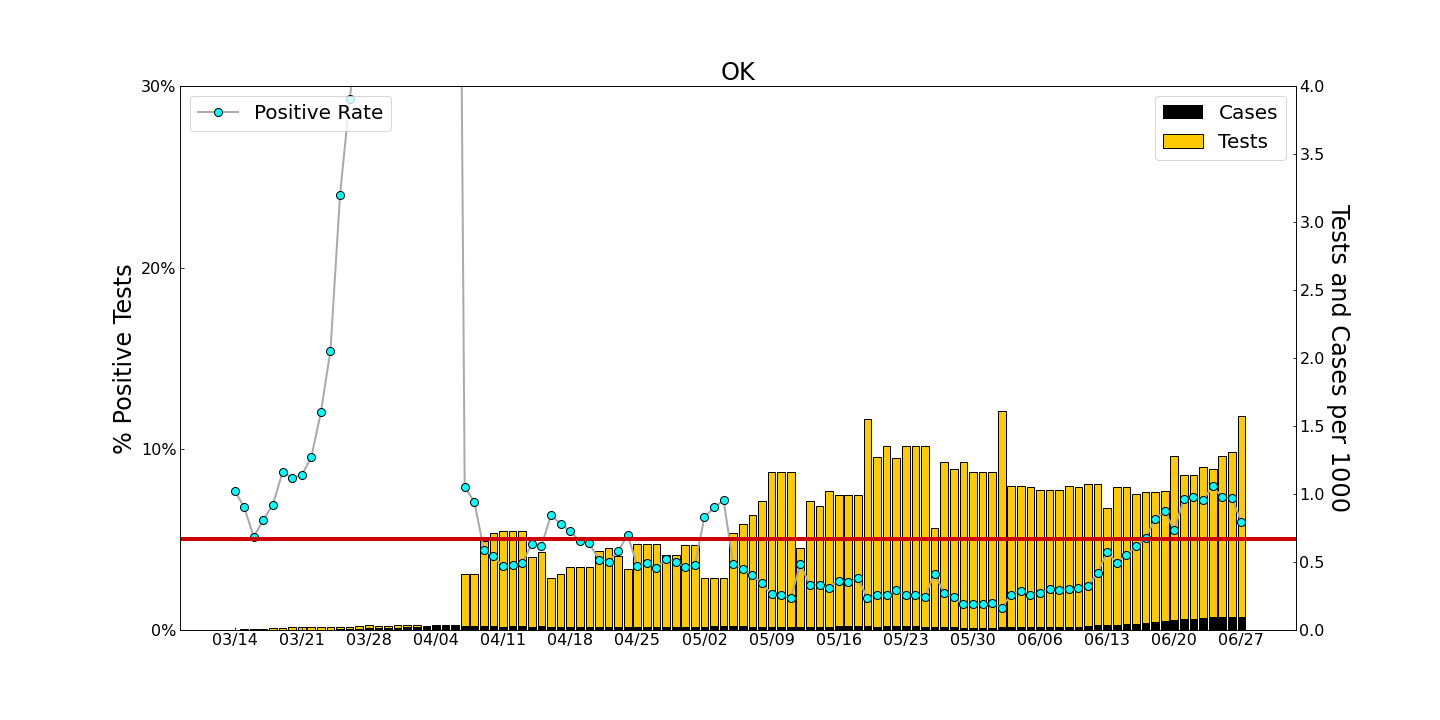 OK
30%
20%
10%
0%
% Positive Tests
Positive Rate
Cases
Tests
4.0
3.5
3.0
2.5
2.0
1.5
1.0
0.5
0.0
Tests and Cases per 1000
03/14 03/21 03/28 04/04 04/11 04/18 04/25 05/02 05/09 05/16 05/23 05/30 06/06 06/13 06/20 06/27